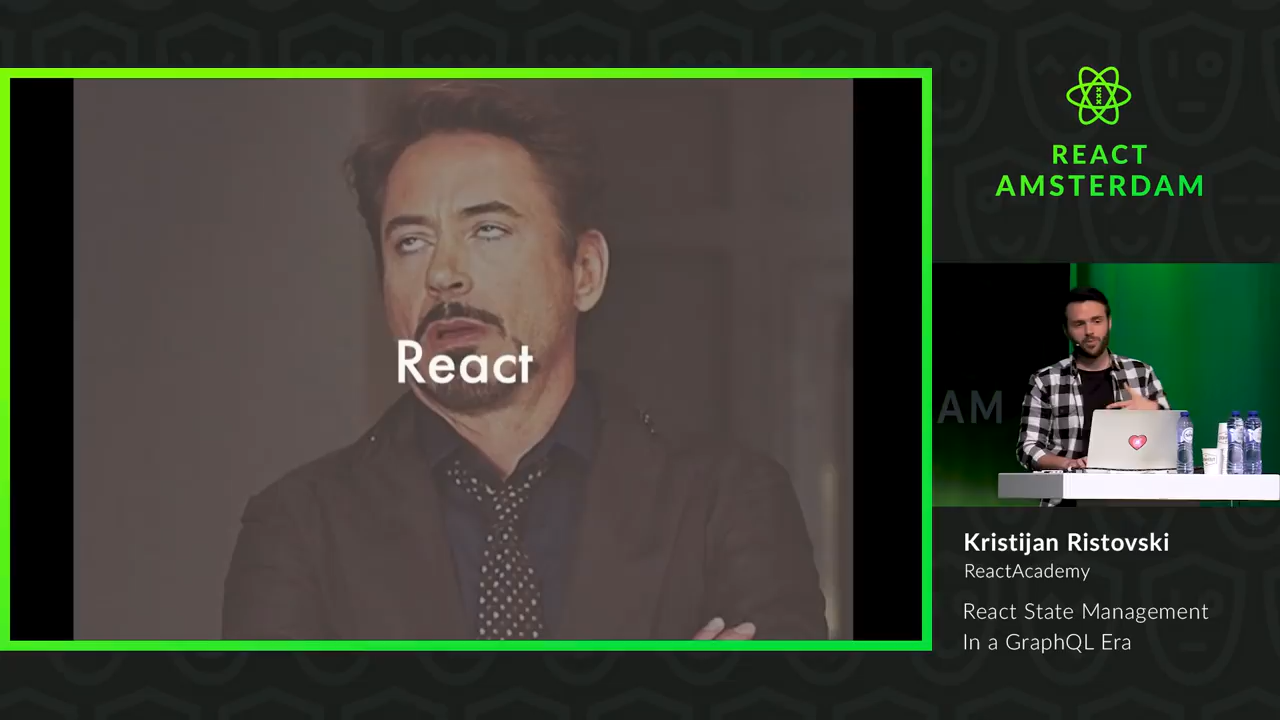 React
REACT
AMSTERDAM
AM
Kristijan Ristovski
ReactAcademy
React State Management
In a GraphQL Era